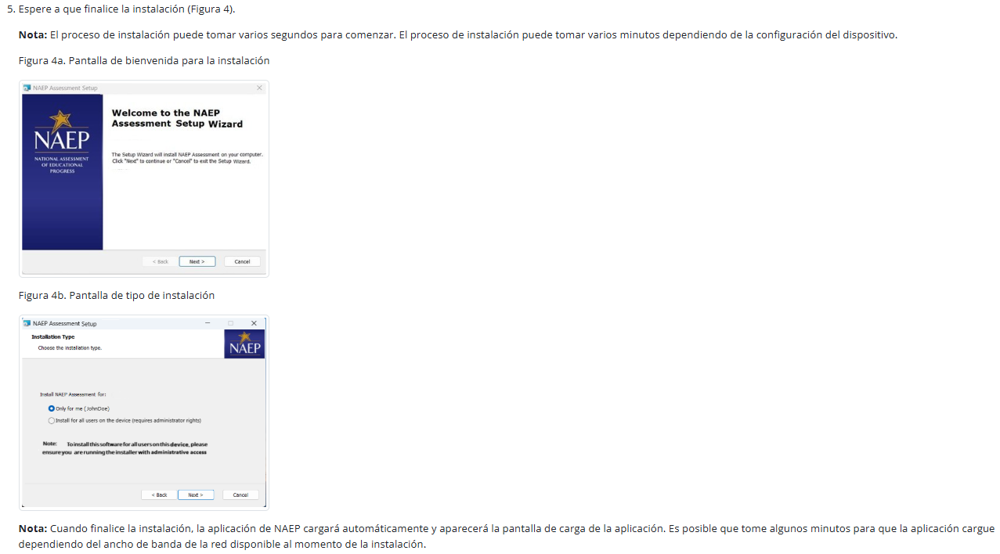 5. Espere a que finalice la instalación (Figura 4).
Nota: El proceso de instalación puede tomar varios segundos para comenzar. El proceso de instalación puede tomar varios minutos dependiendo de la configuración del dispositivo.
Figura 4a. Pantalla de bienvenida para la instalación
NAEP Assessment Setup
NAEP
NATIONAL ASSESSMENT
OF EDUCATIONAL
PROGRESS
Welcome to the NAEP
Assessment Setup Wizard
The Setup Wizard will install NAEP Assessment on your computer.
Click "Next" to continue or "Cancel" to exit the Setup Wizard.
< Back Next > Cancel
Figura 4b. Pantalla de tipo de instalación
NAEP Assessment Setup
Installation Type
Choose the installation type.
NAEP
Install NAEP Assessment for:
Only for me (JohnDoe)
Install for all users on the device (requires administrator rights)
Note: To install this software for all users on this device, please
ensure you are running the installer with administrative access
< Back Next > Cancel
Nota: Cuando finalice la instalación, la aplicación de NAEP cargará automáticamente y aparecerá la pantalla de carga de la aplicación. Es posible que tome algunos minutos para que la aplicación cargue
dependiendo del ancho de banda de la red disponible al momento de la instalación.